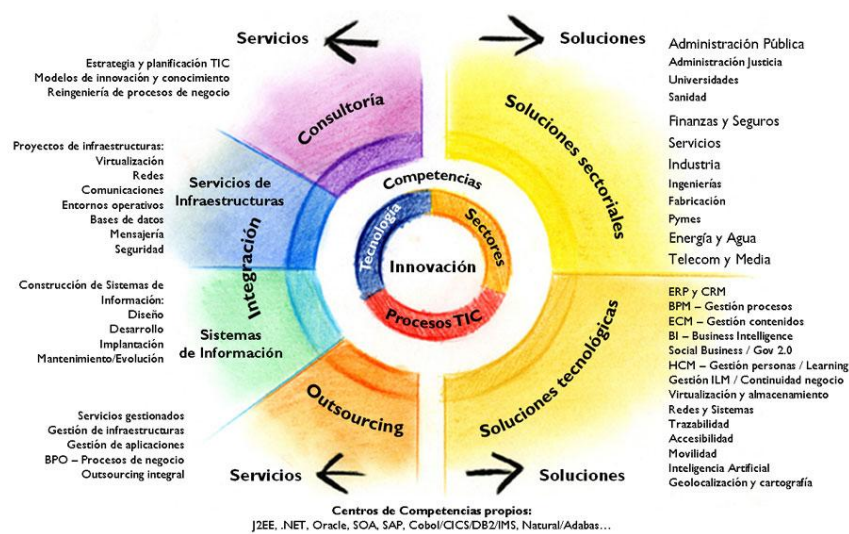 Servicios
Soluciones
Estrategia y planificación TIC
Modelos de innovación y conocimiento
Reingeniería de procesos de negocio
Consultoría
Proyectos de infraestructuras:
Virtualización
Redes
Comunicaciones
Entornos operativos
Bases de datos
Mensajería
Seguridad
Servicios de
Infraestructuras
Integración
Construcción de Sistemas de
Información:
Diseño
Desarrollo
Implantación
Mantenimiento/Evolución
Sistemas
de Información
Servicios gestionados
Gestión de infraestructuras
Gestión de aplicaciones
BPO – Procesos de negocio
Outsourcing integral
Outsourcing
Servicios
Competencias
Tecnología
Sectores
Procesos TIC
Innovación
Soluciones sectoriales
Administración Pública
Administración Justicia
Universidades
Sanidad
Finanzas y Seguros
Servicios
Industria
Ingenierías
Fabricación
Pymes
Energía y Agua
Telecom y Media
Soluciones tecnológicas
ERP y CRM
BPM – Gestión procesos
ECM – Gestión contenidos
BI – Business Intelligence
Social Business / Gov 2.0
HCM – Gestión personas / Learning
Gestión ILM / Continuidad negocio
Virtualización y almacenamiento
Redes y Sistemas
Trazabilidad
Accesibilidad
Movilidad
Inteligencia Artificial
Geolocalización y cartografía
Soluciones
Centros de Competencias propios:
J2EE, .NET, Oracle, SOA, SAP, Cobol/CICS/DB2/IMS, Natural/Adabas...